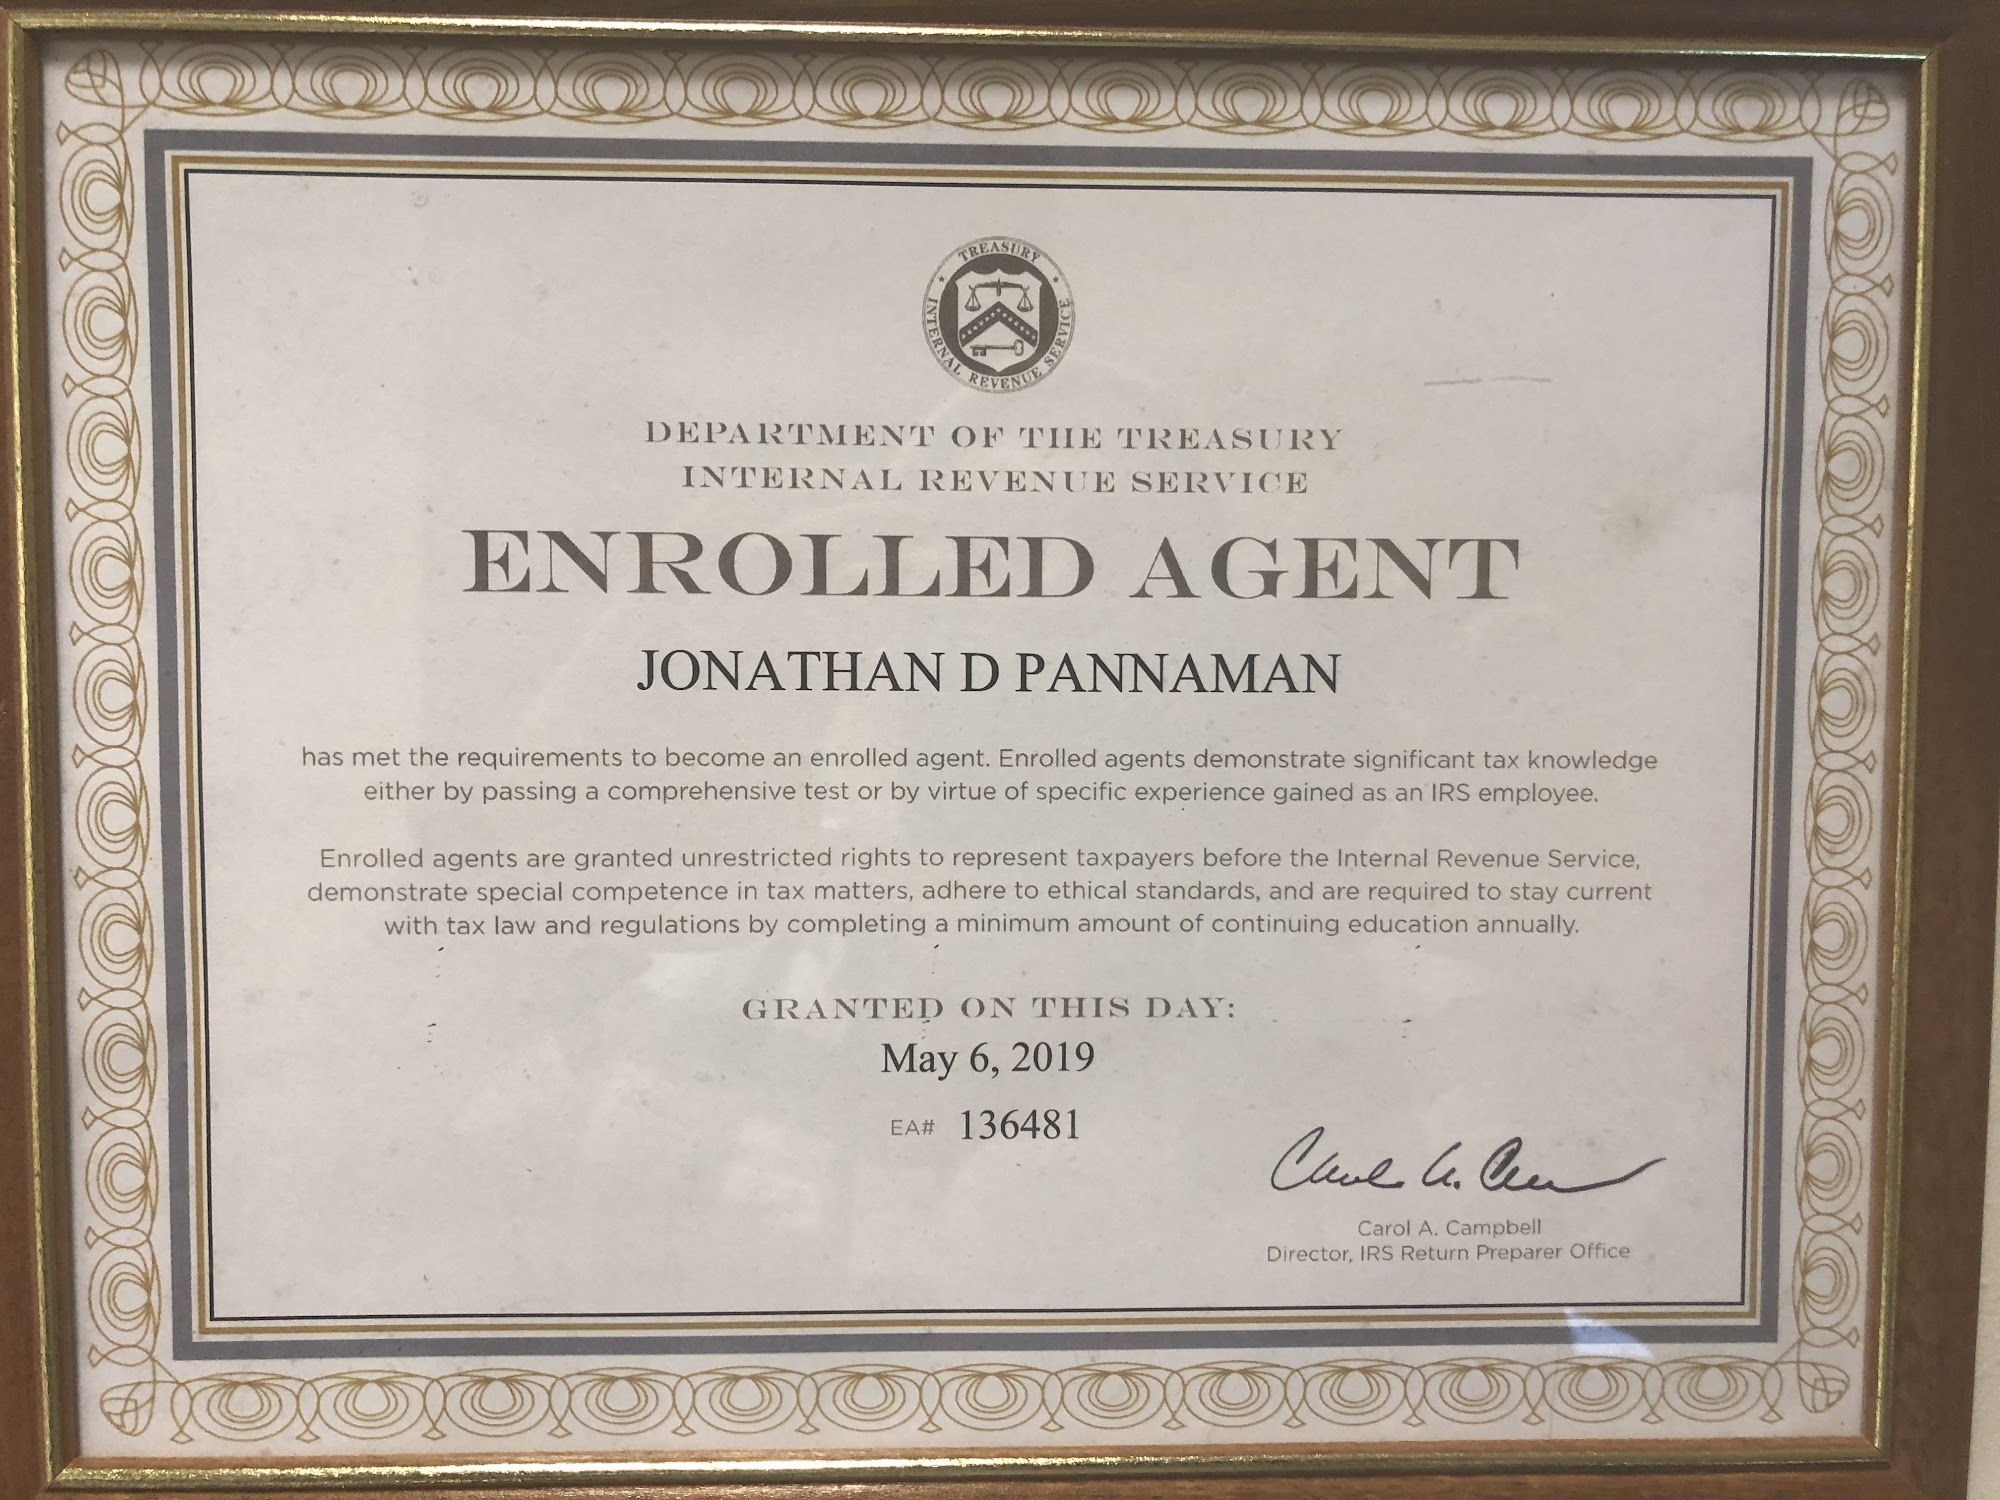 TREASURY
INTERNAL REVENUE SERVICE
DEPARTMENT OF THE TREASURY
INTERNAL REVENUE SERVICE
ENROLLED AGENT
JONATHAN D PANNAMAN
has met the requirements to become an enrolled agent. Enrolled agents demonstrate significant tax knowledge
either by passing a comprehensive test or by virtue of specific experience gained as an IRS employee.
Enrolled agents are granted unrestricted rights to represent taxpayers before the Internal Revenue Service,
demonstrate special competence in tax matters, adhere to ethical standards, and are required to stay current
with tax law and regulations by completing a minimum amount of continuing education annually.
GRANTED ON THIS DAY:
May 6, 2019
EA# 136481
Carol A. Campbell
Director, IRS Return Preparer Office